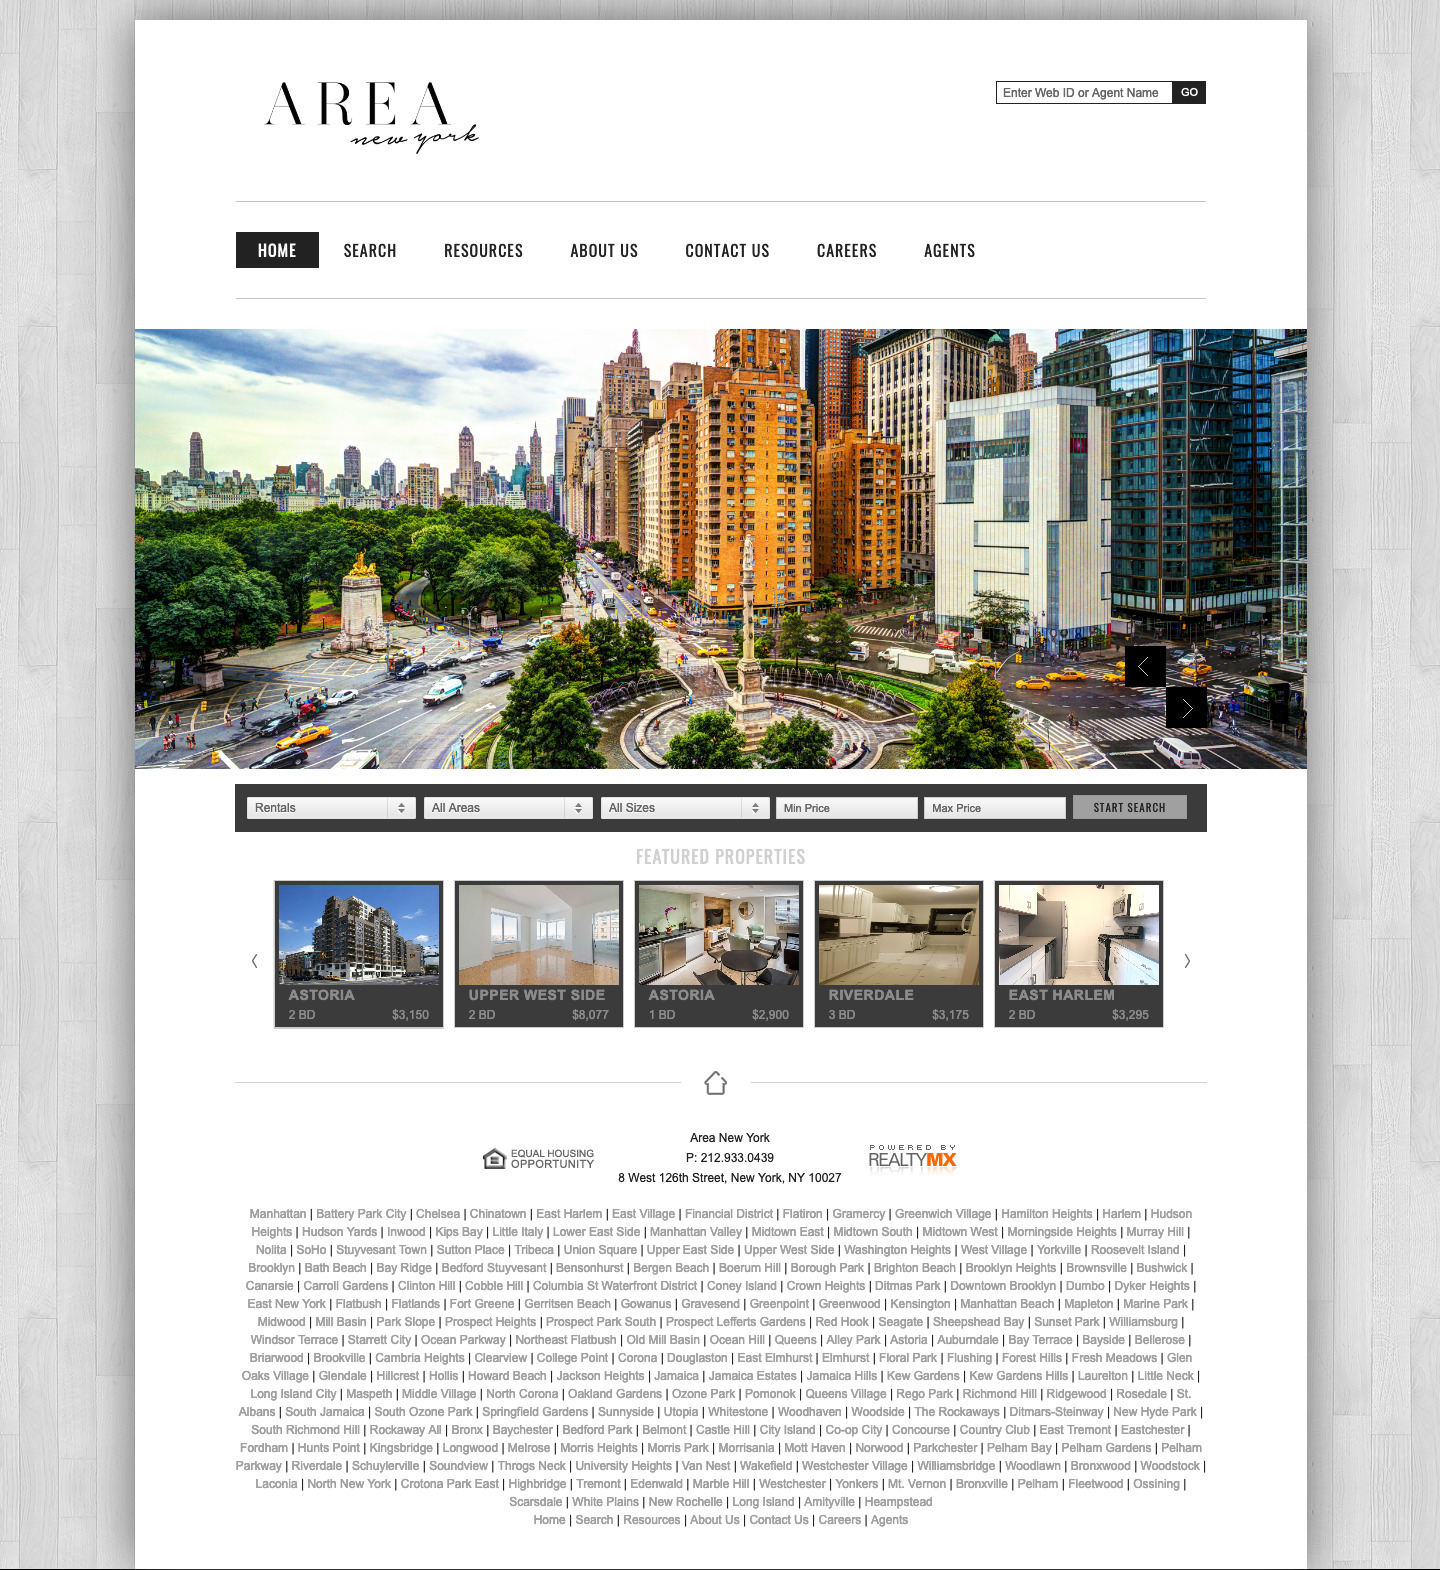 AREA
new york
Enter Web ID or Agent Name GO
HOME SEARCH RESOURCES ABOUT US CONTACT US CAREERS AGENTS
Rentals All Areas All Sizes Min Price Max Price START SEARCH
FEATURED PROPERTIES
ASTORIA UPPER WEST SIDE ASTORIA RIVERDALE EAST HARLEM
2 BD $3,150 2 BD $8,077 1 BD $2,900 3 BD $3,175 2 BD $3,295
EQUAL HOUSING
OPPORTUNITY
Area New York
P: 212.933.0439
8 West 126th Street, New York, NY 10027
POWERED BY
REALTYMX
Manhattan | Battery Park City | Chelsea | Chinatown | East Harlem | East Village | Financial District | Flatiron | Gramercy | Greenwich Village | Hamilton Heights | Harlem | Hudson
Heights | Hudson Yards | Inwood | Kips Bay | Little Italy | Lower East Side | Manhattan Valley | Midtown East | Midtown South | Midtown West | Morningside Heights | Murray Hill |
Nolita | SoHo | Stuyvesant Town | Sutton Place | Tribeca | Union Square | Upper East Side | Upper West Side | Washington Heights | West Village | Yorkville | Roosevelt Island |
Brooklyn | Bath Beach | Bay Ridge | Bedford Stuyvesant | Bensonhurst | Bergen Beach | Boerum Hill | Borough Park | Brighton Beach | Brooklyn Heights | Brownsville | Bushwick |
Canarsie | Carroll Gardens | Clinton Hill | Cobble Hill | Columbia St Waterfront District | Coney Island | Crown Heights | Ditmas Park | Downtown Brooklyn | Dumbo | Dyker Heights |
East New York | Flatbush | Flatlands | Fort Greene | Gerritsen Beach | Gowanus | Gravesend | Greenpoint | Greenwood | Kensington | Manhattan Beach | Mapleton | Marine Park |
Midwood | Mill Basin | Park Slope | Prospect Heights | Prospect Park South | Prospect Lefferts Gardens | Red Hook | Seagate | Sheepshead Bay | Sunset Park | Williamsburg |
Windsor Terrace | Starrett City | Ocean Parkway | Northeast Flatbush | Old Mill Basin | Ocean Hill | Queens | Alley Park | Astoria | Auburndale | Bay Terrace | Bayside | Bellerose |
Briarwood | Brookville | Cambria Heights | Clearview | College Point | Corona | Douglaston | East Elmhurst | Elmhurst | Floral Park | Flushing | Forest Hills | Fresh Meadows | Glen
Oaks Village | Glendale | Hillcrest | Hollis | Howard Beach | Jackson Heights | Jamaica | Jamaica Estates | Jamaica Hills | Kew Gardens | Kew Gardens Hills | Laurelton | Little Neck |
Long Island City | Maspeth | Middle Village | North Corona | Oakland Gardens | Ozone Park | Pomonok | Queens Village | Rego Park | Richmond Hill | Ridgewood | Rosedale | St.
Albans | South Jamaica | South Ozone Park | Springfield Gardens | Sunnyside | Utopia | Whitestone | Woodhaven | Woodside | The Rockaways | Ditmars-Steinway | New Hyde Park |
South Richmond Hill | Rockaway All | Bronx | Baychester | Bedford Park | Belmont | Castle Hill | City Island | Co-op City | Concourse | Country Club | East Tremont | Eastchester |
Fordham | Hunts Point | Kingsbridge | Longwood | Melrose | Morris Heights | Morris Park | Morrisania | Mott Haven | Norwood | Parkchester | Pelham Bay | Pelham Gardens | Pelham
Parkway | Riverdale | Schuylerville | Soundview | Throgs Neck | University Heights | Van Nest | Wakefield | Westchester Village | Williamsbridge | Woodlawn | Bronxwood | Woodstock |
Laconia | North New York | Crotona Park East | Highbridge | Tremont | Edenwald | Marble Hill | Westchester | Yonkers | Mt. Vernon | Bronxville | Pelham | Fleetwood | Ossining |
Scarsdale | White Plains | New Rochelle | Long Island | Amityville | Heampstead
Home | Search | Resources | About Us | Contact Us | Careers | Agents